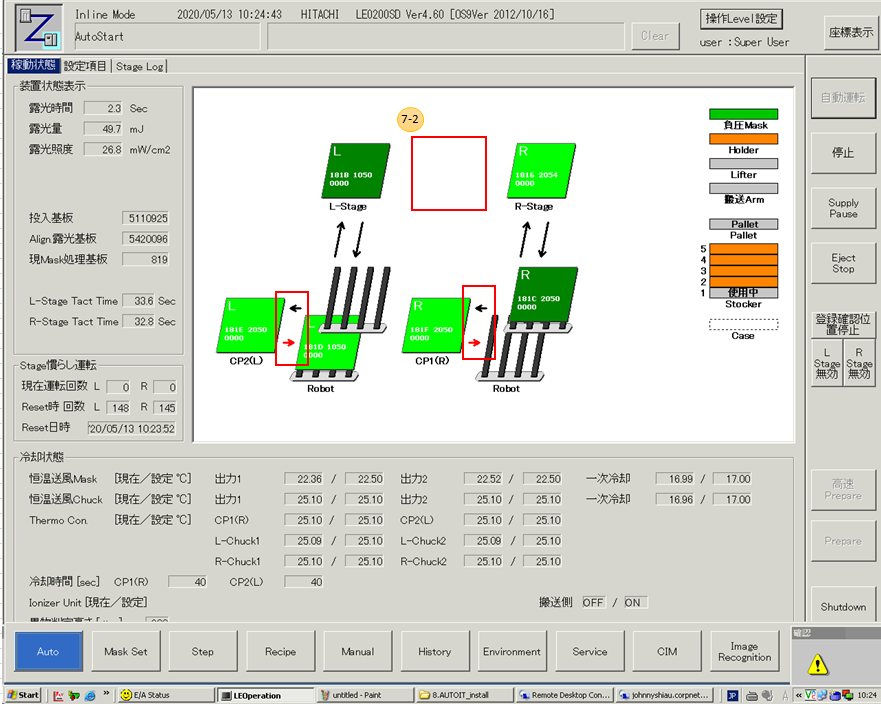 Inline Mode 2020/05/13 10:24:43 HITACHI LE0200SD Ver4.60 [OS9Ver 2012/10/16]
操作Level設定
座標表示
AutoStart
Clear
user : Super User
稼動状態 設定項目 Stage Log
装置状態表示
露光時間 2.3 Sec
露光量 49.7 mJ
露光照度 26.8 mW/cm2
投入基板 5110925
Align.露光基板 5420096
現Mask処理基板 819
L-Stage Tact Time 33.6 Sec
R-Stage Tact Time 32.8 Sec
Stage慣らし運転
現在運転回数 L 0 R 0
Reset時 回数 L 148 R 145
Reset日時 '20/05/13 10:23:52
7-2
L
181B 1050
0000
L-Stage
R
1816 2054
0000
R-Stage
L
181E 2050
0000
CP2(L)
181D 1050
0000
Robot
R
181F 2050
0000
CP1(R)
R
181C 2050
0000
Robot
負圧Mask
Holder
Lifter
搬送Arm
Pallet
Pallet
5
4
3
2
1 使用中
Stocker
Case
自動運転
停止
Supply
Pause
Eject
Stop
登録確認位
置停止
L
Stage
無効
R
Stage
無効
高速
Prepare
Prepare
Shutdown
冷却状態
恒温送風Mask [現在／設定 ℃] 出力1 22.36 / 22.50 出力2 22.52 / 22.50 一次冷却 16.99 / 17.00
恒温送風Chuck [現在／設定 ℃] 出力1 25.10 / 25.10 出力2 25.10 / 25.10 一次冷却 16.96 / 17.00
Thermo Con. [現在／設定 ℃] CP1(R) 25.10 / 25.10 CP2(L) 25.10 / 25.10
L-Chuck1 25.09 / 25.10 L-Chuck2 25.09 / 25.10
R-Chuck1 25.10 / 25.10 R-Chuck2 25.10 / 25.10
冷却時間 [sec] CP1(R) 40 CP2(L) 40
Ionizer Unit [現在／設定] 搬送側 OFF / ON
Auto
Mask Set
Step
Recipe
Manual
History
Environment
Service
CIM
Image
Recognition
確認
Start
E/A Status
LEOperation
untitled - Paint
8.AUTOIT_install
Remote Desktop Con...
johnnyshiau.corpnet...
JP
10:24